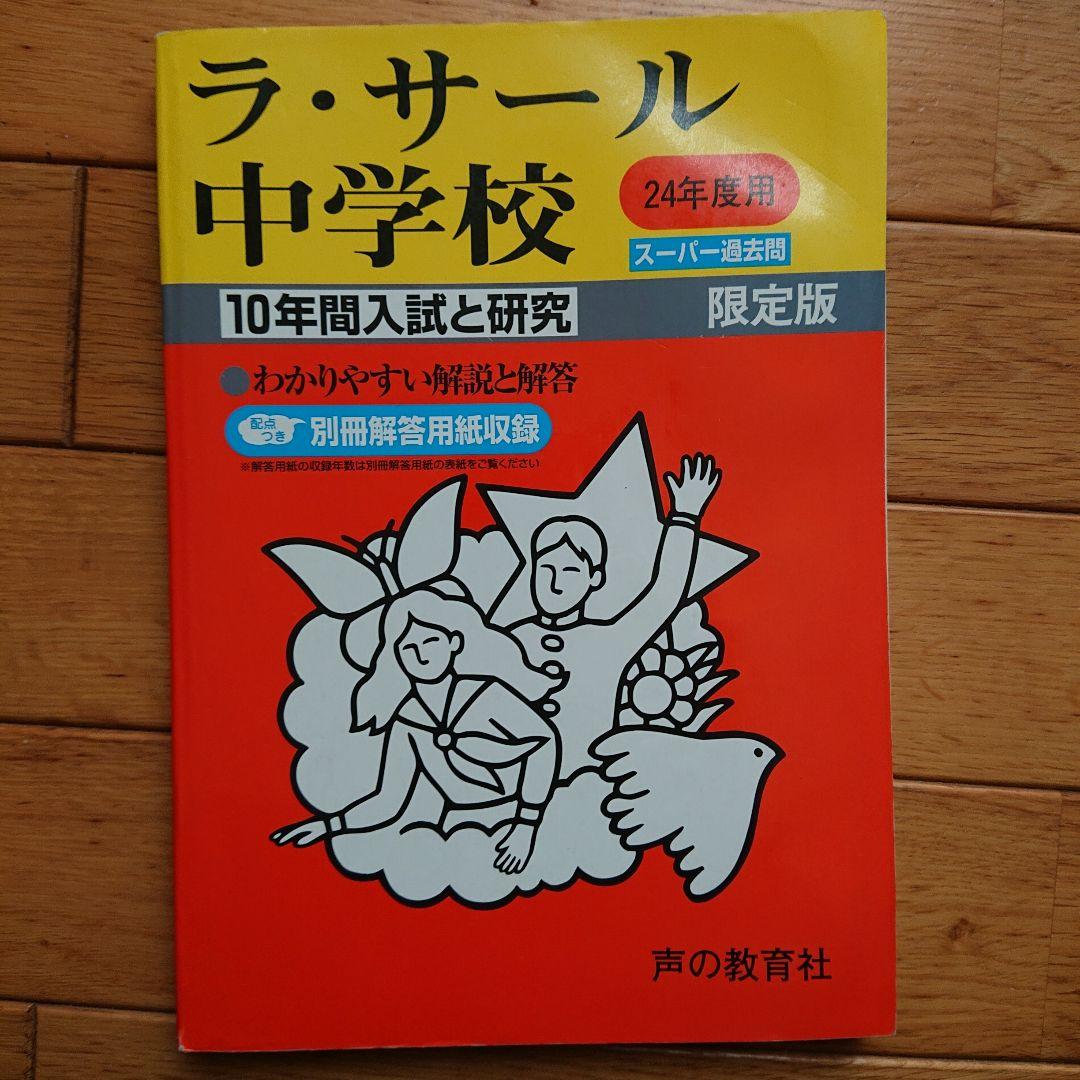 ラ・サール
中学校
24年度用
スーパー過去問
10年間入試と研究
限定版
●わかりやすい解説と解答
配点
つき
別冊解答用紙収録
※解答用紙の収録年数は別冊解答用紙の表紙をご覧ください
声の教育社